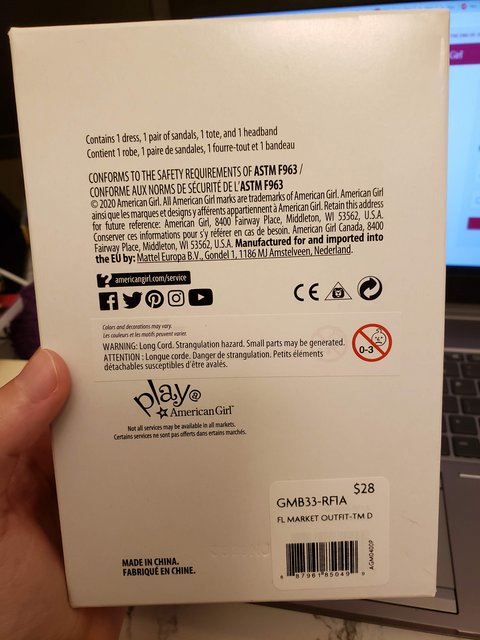 Contains 1 dress, 1 pair of sandals, 1 tote, and 1 headband
Contient 1 robe, 1 paire de sandales, 1 fourre-tout et 1 bandeau
CONFORMS TO THE SAFETY REQUIREMENTS OF ASTM F963 /
CONFORME AUX NORMS DE SÉCURITÉ DE L'ASTM F963
© 2020 American Girl. All American Girl marks are trademarks of American Girl. American Girl
ainsi que les marques et designs y afférents appartiennent à American Girl. Retain this address
for future reference: American Girl, 8400 Fairway Place, Middleton, WI 53562, U.S.A.
Conserver ces informations pour s'y référer en cas de besoin. American Girl Canada, 8400
Fairway Place, Middleton, WI 53562, U.S.A. Manufactured for and imported into
the EU by: Mattel Europa B.V., Gondel 1, 1186 MJ Amstelveen, Nederland.
? americangirl.com/service
CE
Colors and decorations may vary.
Les couleurs et les motifs peuvent varier.
WARNING: Long Cord. Strangulation hazard. Small parts may be generated.
ATTENTION : Longue corde. Danger de strangulation. Petits éléments
détachables susceptibles d'être avalés.
0-3
play@
American Girl™
Not all services may be available in all markets.
Certains services ne sont pas offerts dans ertains marchés.
$28
GMB33-RF1A
FL MARKET OUTFIT-TM D
8 87961 85049 9
AGM0400P
MADE IN CHINA.
FABRIQUÉ EN CHINE.